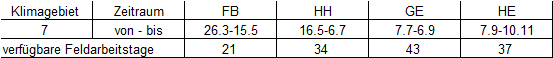 Klimagebiet Zeitraum FB HH GE HE
7 von - bis 26.3-15.5 16.5-6.7 7.7-6.9 7.9-10.11
verfügbare Feldarbeitstage 21 34 43 37